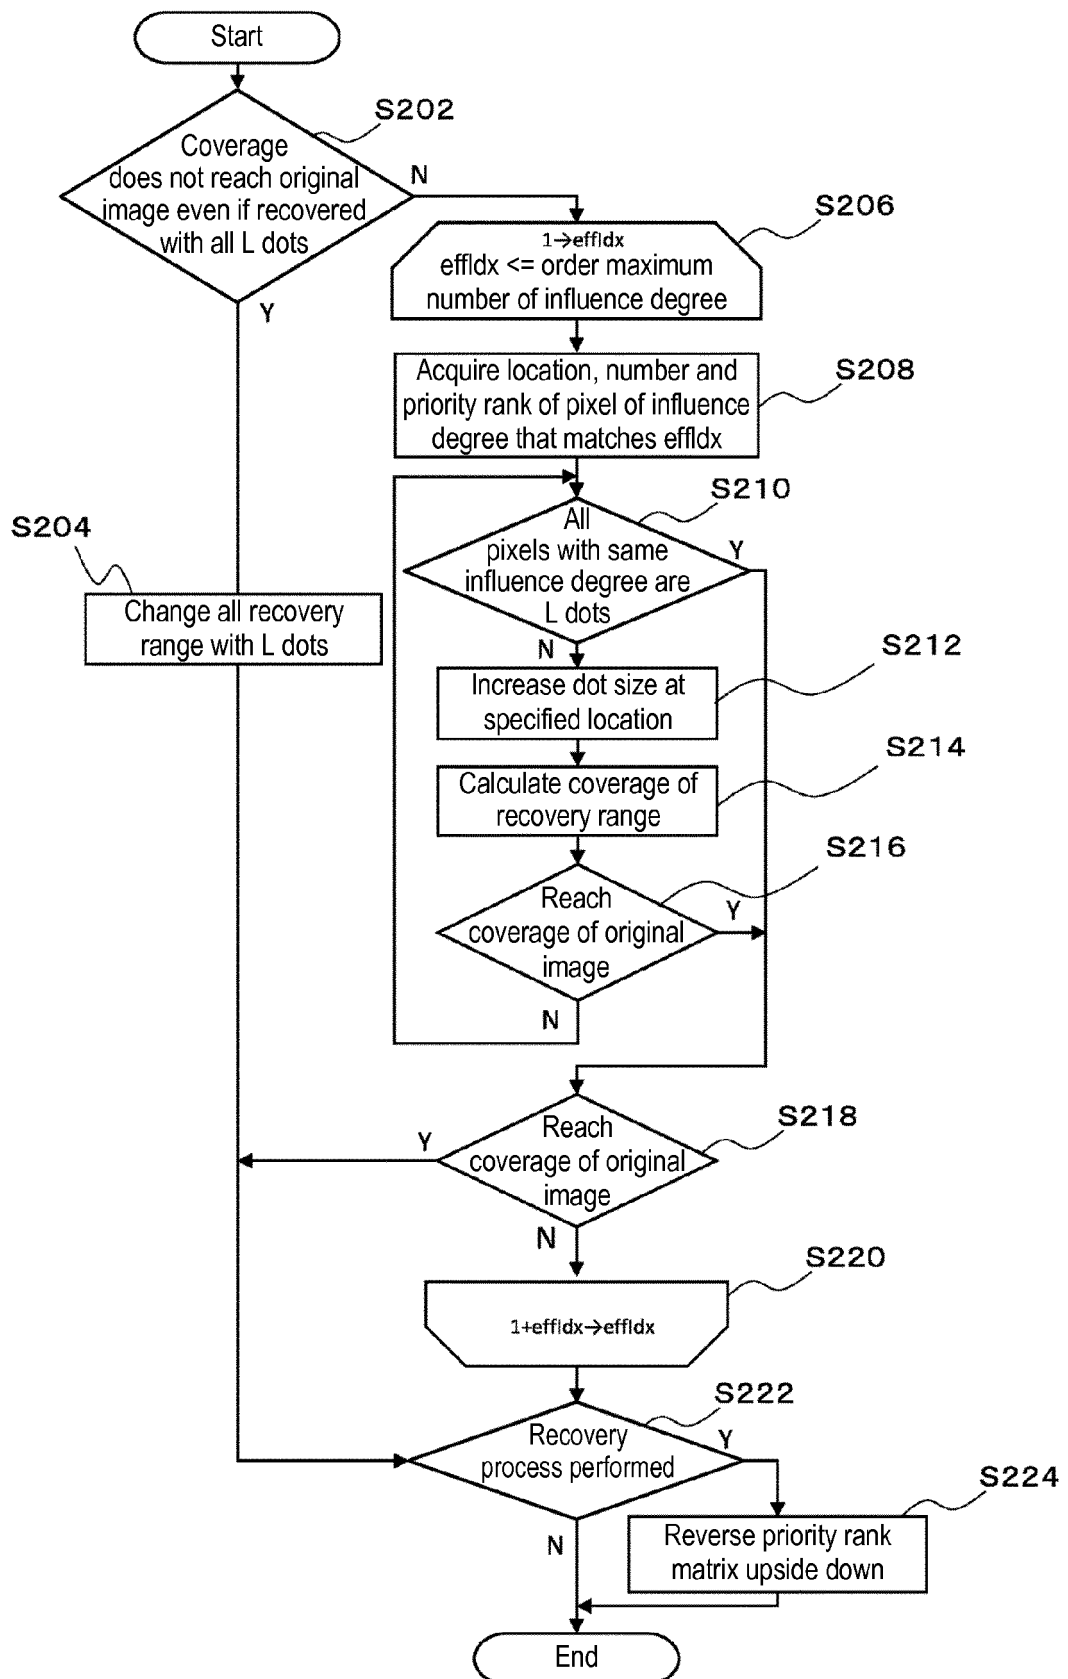 Start
S202
Coverage
does not reach original
image even if recovered
with all L dots
N
Y
S206
1→effIdx
effIdx <= order maximum
number of influence degree
S208
Acquire location, number and
priority rank of pixel of influence
degree that matches effIdx
S210
All
pixels with same
influence degree are
L dots
Y
N
S204
Change all recovery
range with L dots
S212
Increase dot size at
specified location
S214
Calculate coverage of
recovery range
S216
Reach
coverage of original
image
Y
N
S218
Reach
coverage of original
image
Y
N
S220
1+effIdx→effIdx
S222
Recovery
process performed
Y
N
S224
Reverse priority rank
matrix upside down
End